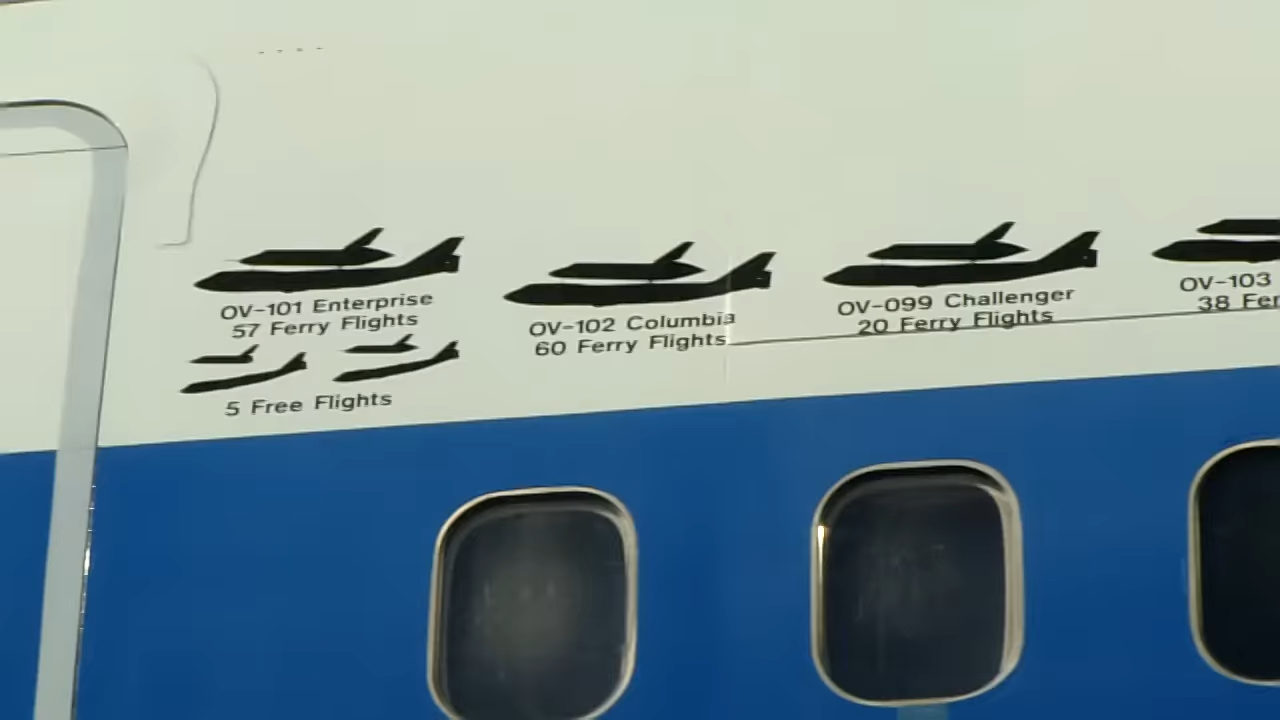 OV-101 Enterprise
57 Ferry Flights
5 Free Flights
OV-102 Columbia
60 Ferry Flights
OV-099 Challenger
20 Ferry Flights
OV-103
38